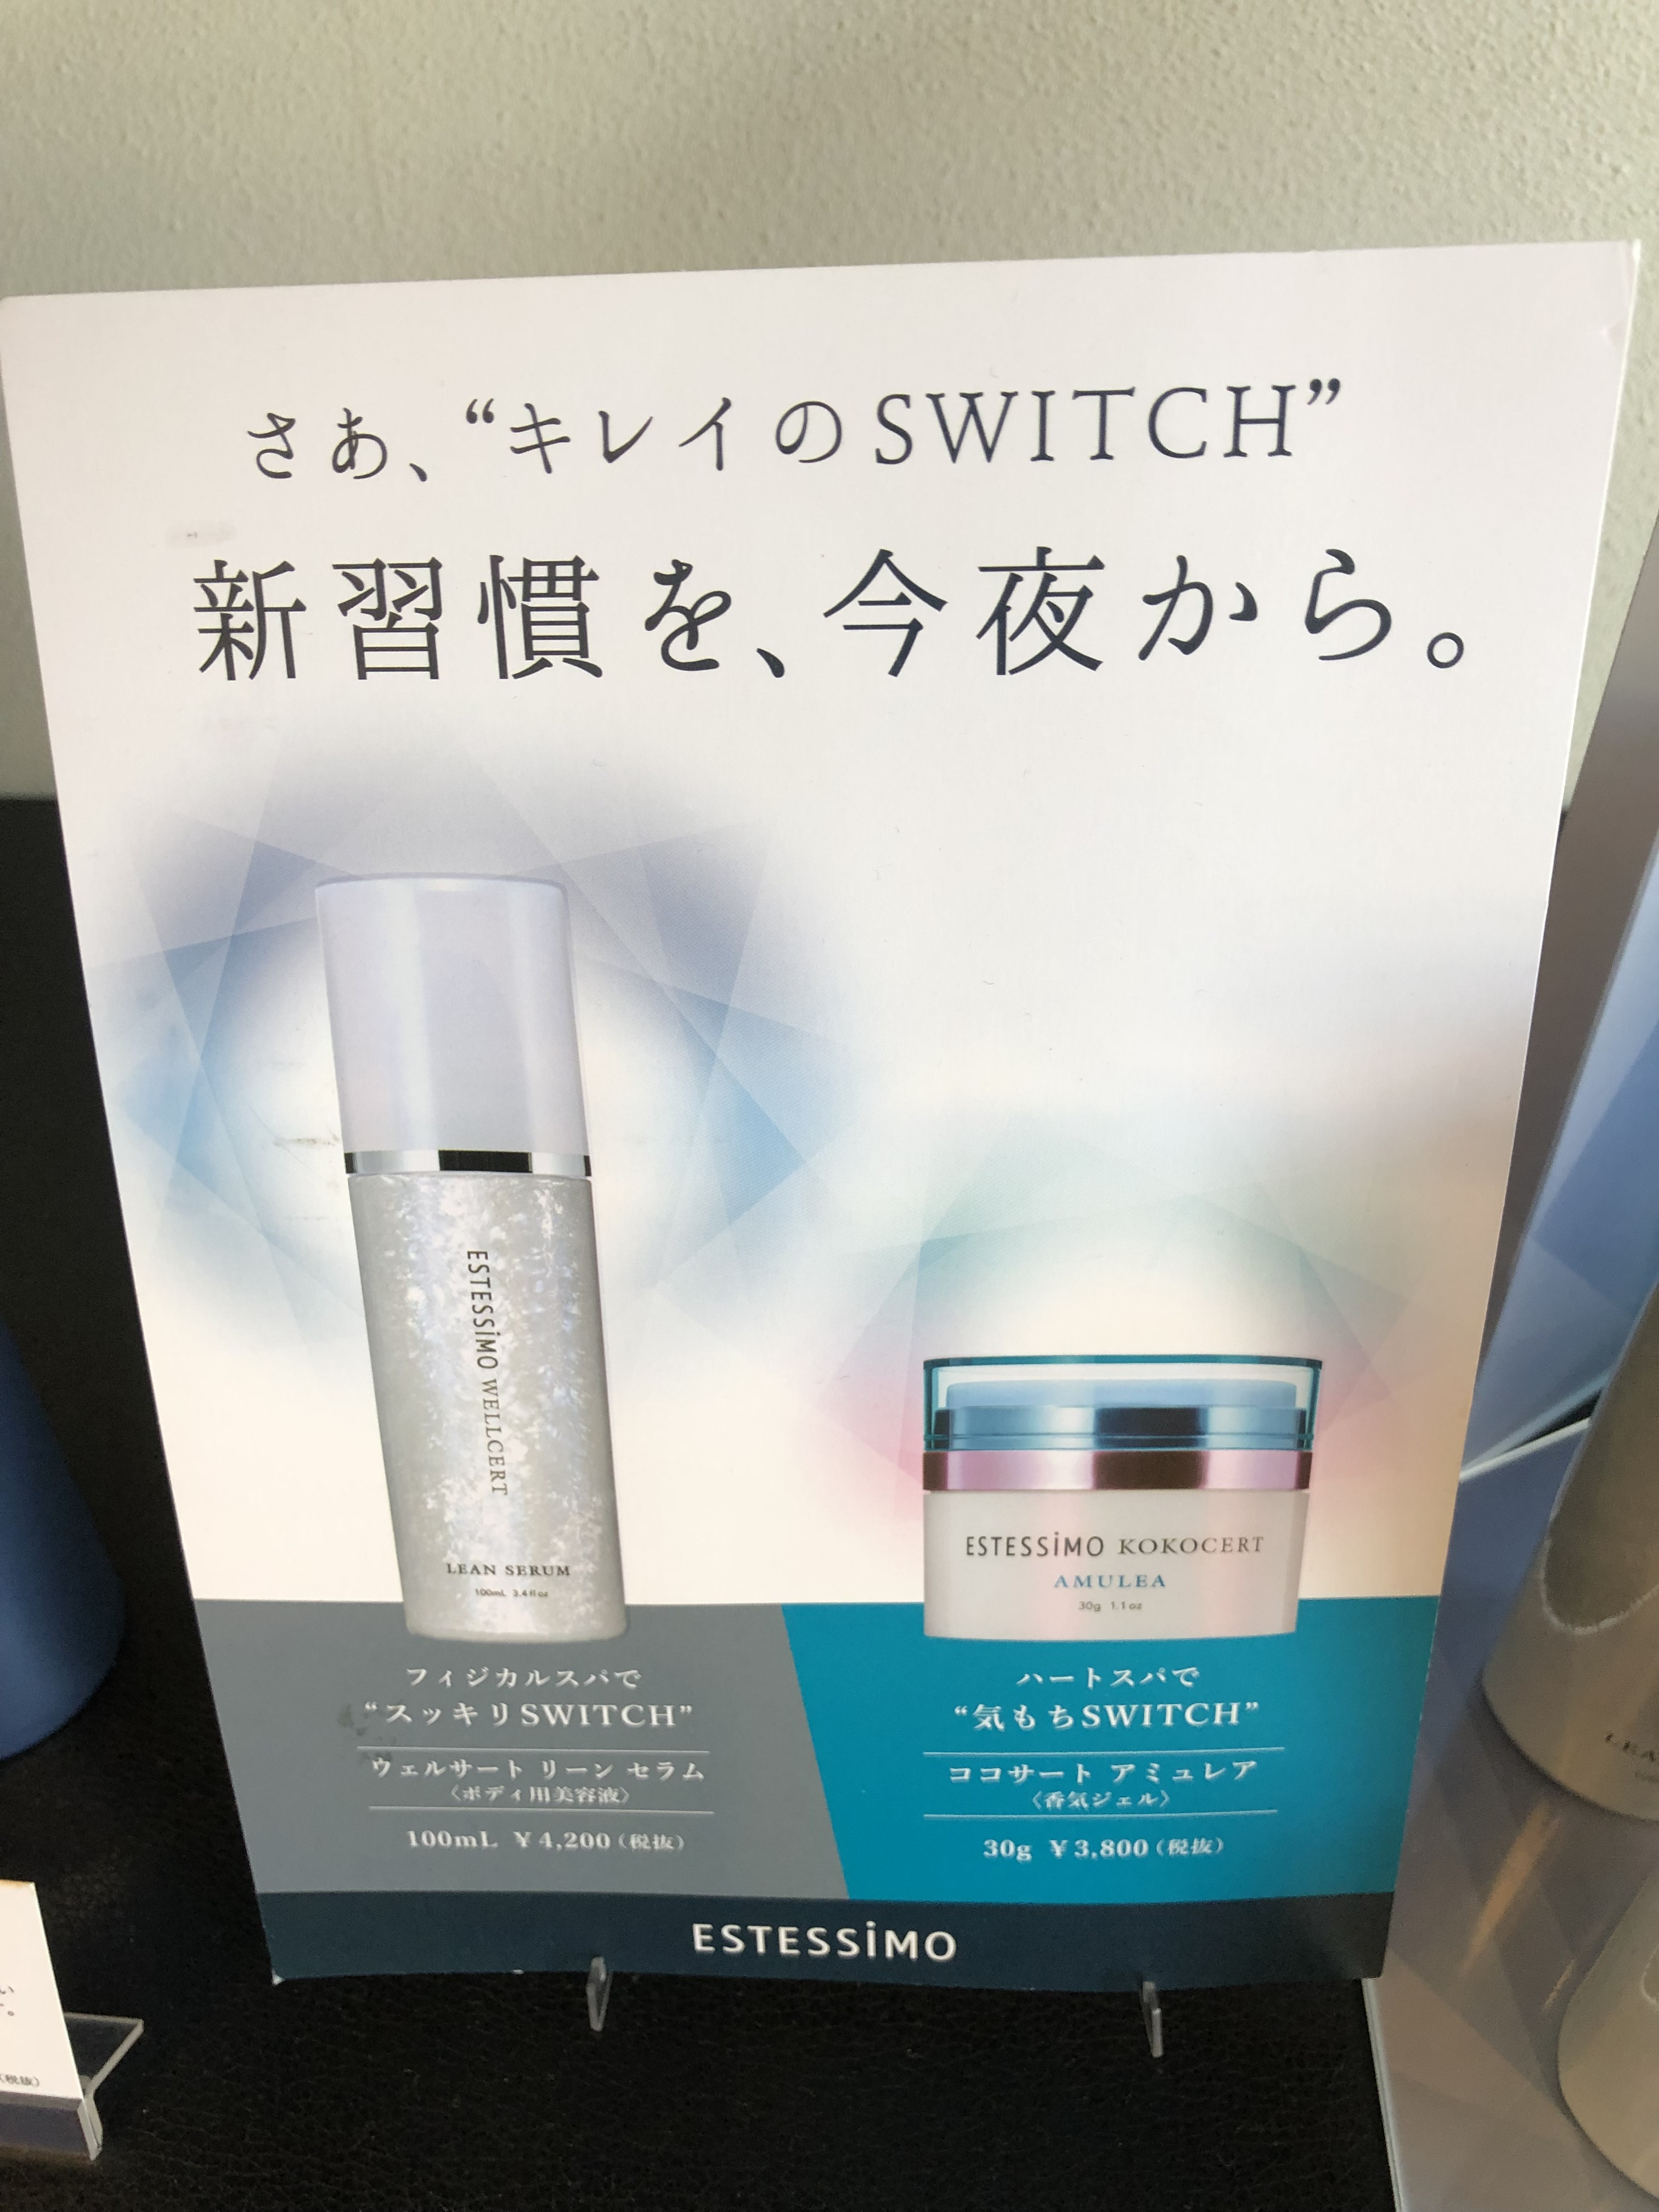 さあ、“キレイのSWITCH”
新習慣を、今夜から。
ESTESSiMO WELLCERT
LEAN SERUM
100mL 3.4fl oz
ESTESSiMO KOKOCERT
AMULEA
30g 1.1oz
フィジカルスパで
“スッキリSWITCH”
ウェルサート リーン セラム
〈ボディ用美容液〉
100mL ￥4,200（税抜）
ハートスパで
“気もちSWITCH”
ココサート アミュレア
〈香気ジェル〉
30g ￥3,800（税抜）
ESTESSiMO
（税抜）